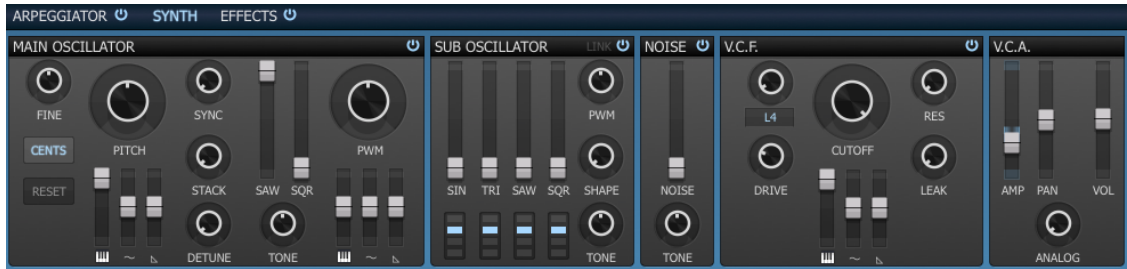 ARPEGGIATOR SYNTH EFFECTS
MAIN OSCILLATOR
FINE
PITCH
SYNC
PWM
CENTS
RESET
STACK
SAW SQR
DETUNE
TONE
SUB OSCILLATOR LINK
PWM
SIN TRI SAW SQR SHAPE
TONE
NOISE
NOISE
TONE
V.C.F.
L4
CUTOFF
RES
DRIVE
LEAK
V.C.A.
AMP PAN VOL
ANALOG